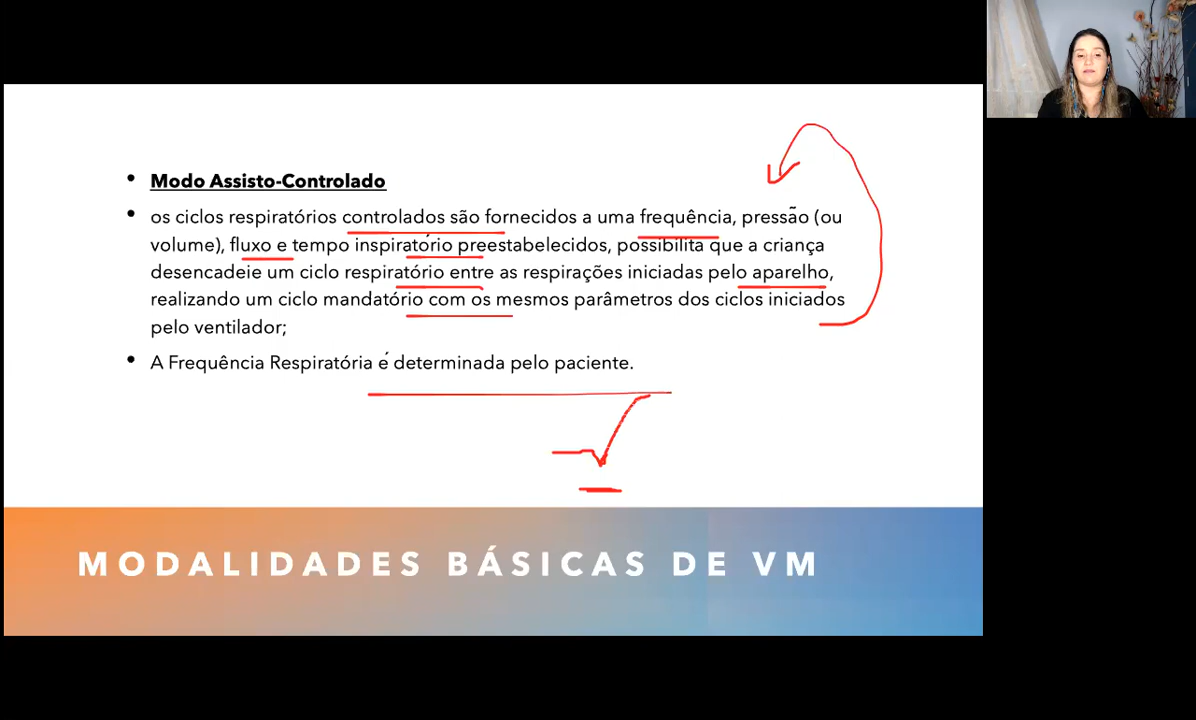 • Modo Assisto-Controlado
• os ciclos respiratórios controlados são fornecidos a uma frequência, pressão (ou
volume), fluxo e tempo inspiratório preestabelecidos, possibilita que a criança
desencadeie um ciclo respiratório entre as respirações iniciadas pelo aparelho,
realizando um ciclo mandatório com os mesmos parâmetros dos ciclos iniciados
pelo ventilador;
• A Frequência Respiratória é determinada pelo paciente.
MODALIDADES BÁSICAS DE VM